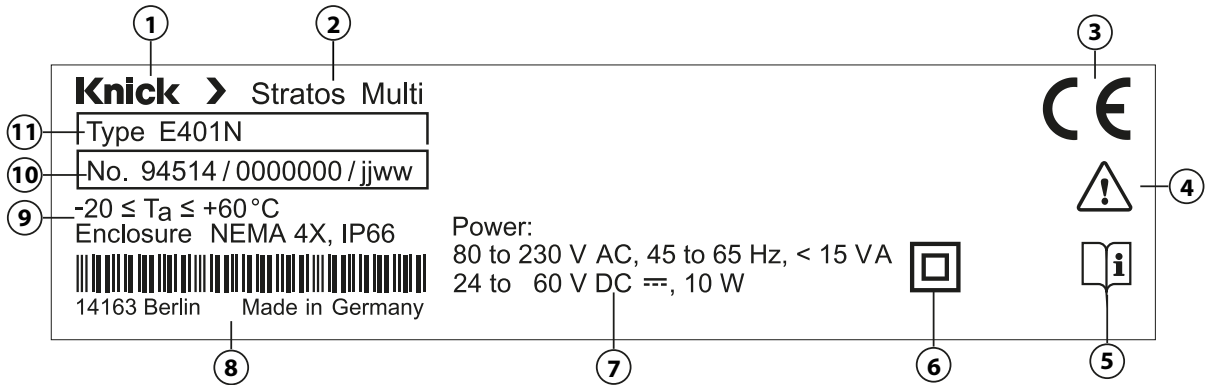 1 2 3
Knick > Stratos Multi
CE
11 Type E401N
10 No. 94514 / 0000000 / jjww
4
9 -20 ≤ Ta ≤ +60 °C
Enclosure NEMA 4X, IP66
14163 Berlin Made in Germany
Power:
80 to 230 V AC, 45 to 65 Hz, < 15 VA
24 to 60 V DC ⎓, 10 W
i
8 7 6 5